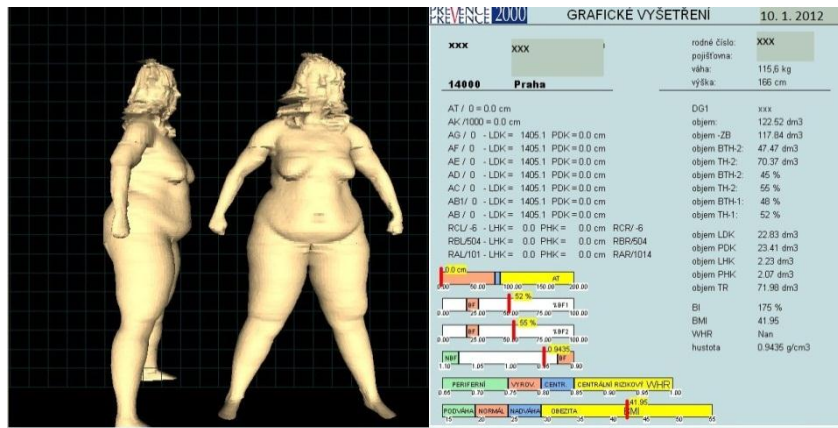 PREVENCE 2000
PREVENCE
GRAFICKÉ VYŠETŘENÍ
10. 1. 2012
xxx
xxx
14000 Praha
rodné číslo: xxx
pojišťovna:
váha: 115,6 kg
výška: 166 cm
AT / 0 = 0.0 cm
AK /1000 = 0.0 cm
AG / 0 - LDK = 1405.1 PDK = 0.0 cm
AF / 0 - LDK = 1405.1 PDK = 0.0 cm
AE / 0 - LDK = 1405.1 PDK = 0.0 cm
AD / 0 - LDK = 1405.1 PDK = 0.0 cm
AC / 0 - LDK = 1405.1 PDK = 0.0 cm
AB1/ 0 - LDK = 1405.1 PDK = 0.0 cm
AB / 0 - LDK = 1405.1 PDK = 0.0 cm
RCL/ -6 - LHK = 0.0 PHK = 0.0 cm RCR/ -6
RBL/504 - LHK = 0.0 PHK = 0.0 cm RBR/504
RAL/101 - LHK = 0.0 PHK = 0.0 cm RAR/1014
DG1 xxx
objem: 122.52 dm3
objem -ZB 117.84 dm3
objem BTH-2: 47.47 dm3
objem TH-2: 70.37 dm3
objem BTH-2: 45 %
objem TH-2: 55 %
objem BTH-1: 48 %
objem TH-1: 52 %
objem LDK 22.83 dm3
objem PDK 23.41 dm3
objem LHK 2.23 dm3
objem PHK 2.07 dm3
objem TR 71.98 dm3
BI 175 %
BMI 41.95
WHR Nan
hustota 0.9435 g/cm3
0.0 cm
AT
0.00 50.00 100.00 150.00 200.00
52 %
BF %BF1
0.00 25.00 50.00 75.00 100.00
55 %
BF %BF2
0.00 25.00 50.00 75.00 100.00
0.9435
NBF BF
1.10 1.05 1.00 0.95 0.90
PERIFERNÍ VYROV. CENTR. CENTRÁLNÍ RIZIKOVÝ WHR
0.65 0.70 0.75 0.80 0.85 0.90 0.95 1.00
41.95
PODVÁHA NORMÁL NADVÁHA OBEZITA BMI
15 20 25 30 35 40 45 50 55